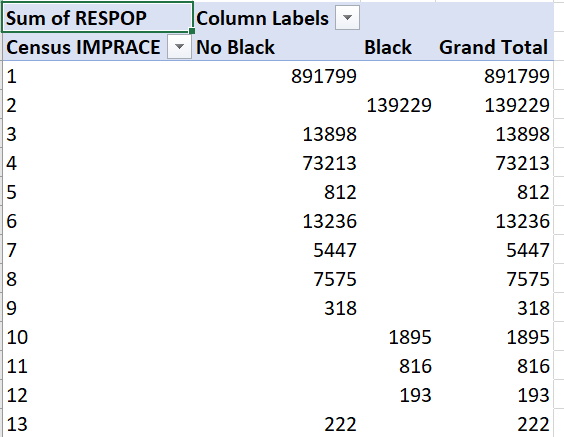 Sum of RESPOP Column Labels
Census IMPRACE No Black Black Grand Total
1 891799 891799
2 139229 139229
3 13898 13898
4 73213 73213
5 812 812
6 13236 13236
7 5447 5447
8 7575 7575
9 318 318
10 1895 1895
11 816 816
12 193 193
13 222 222